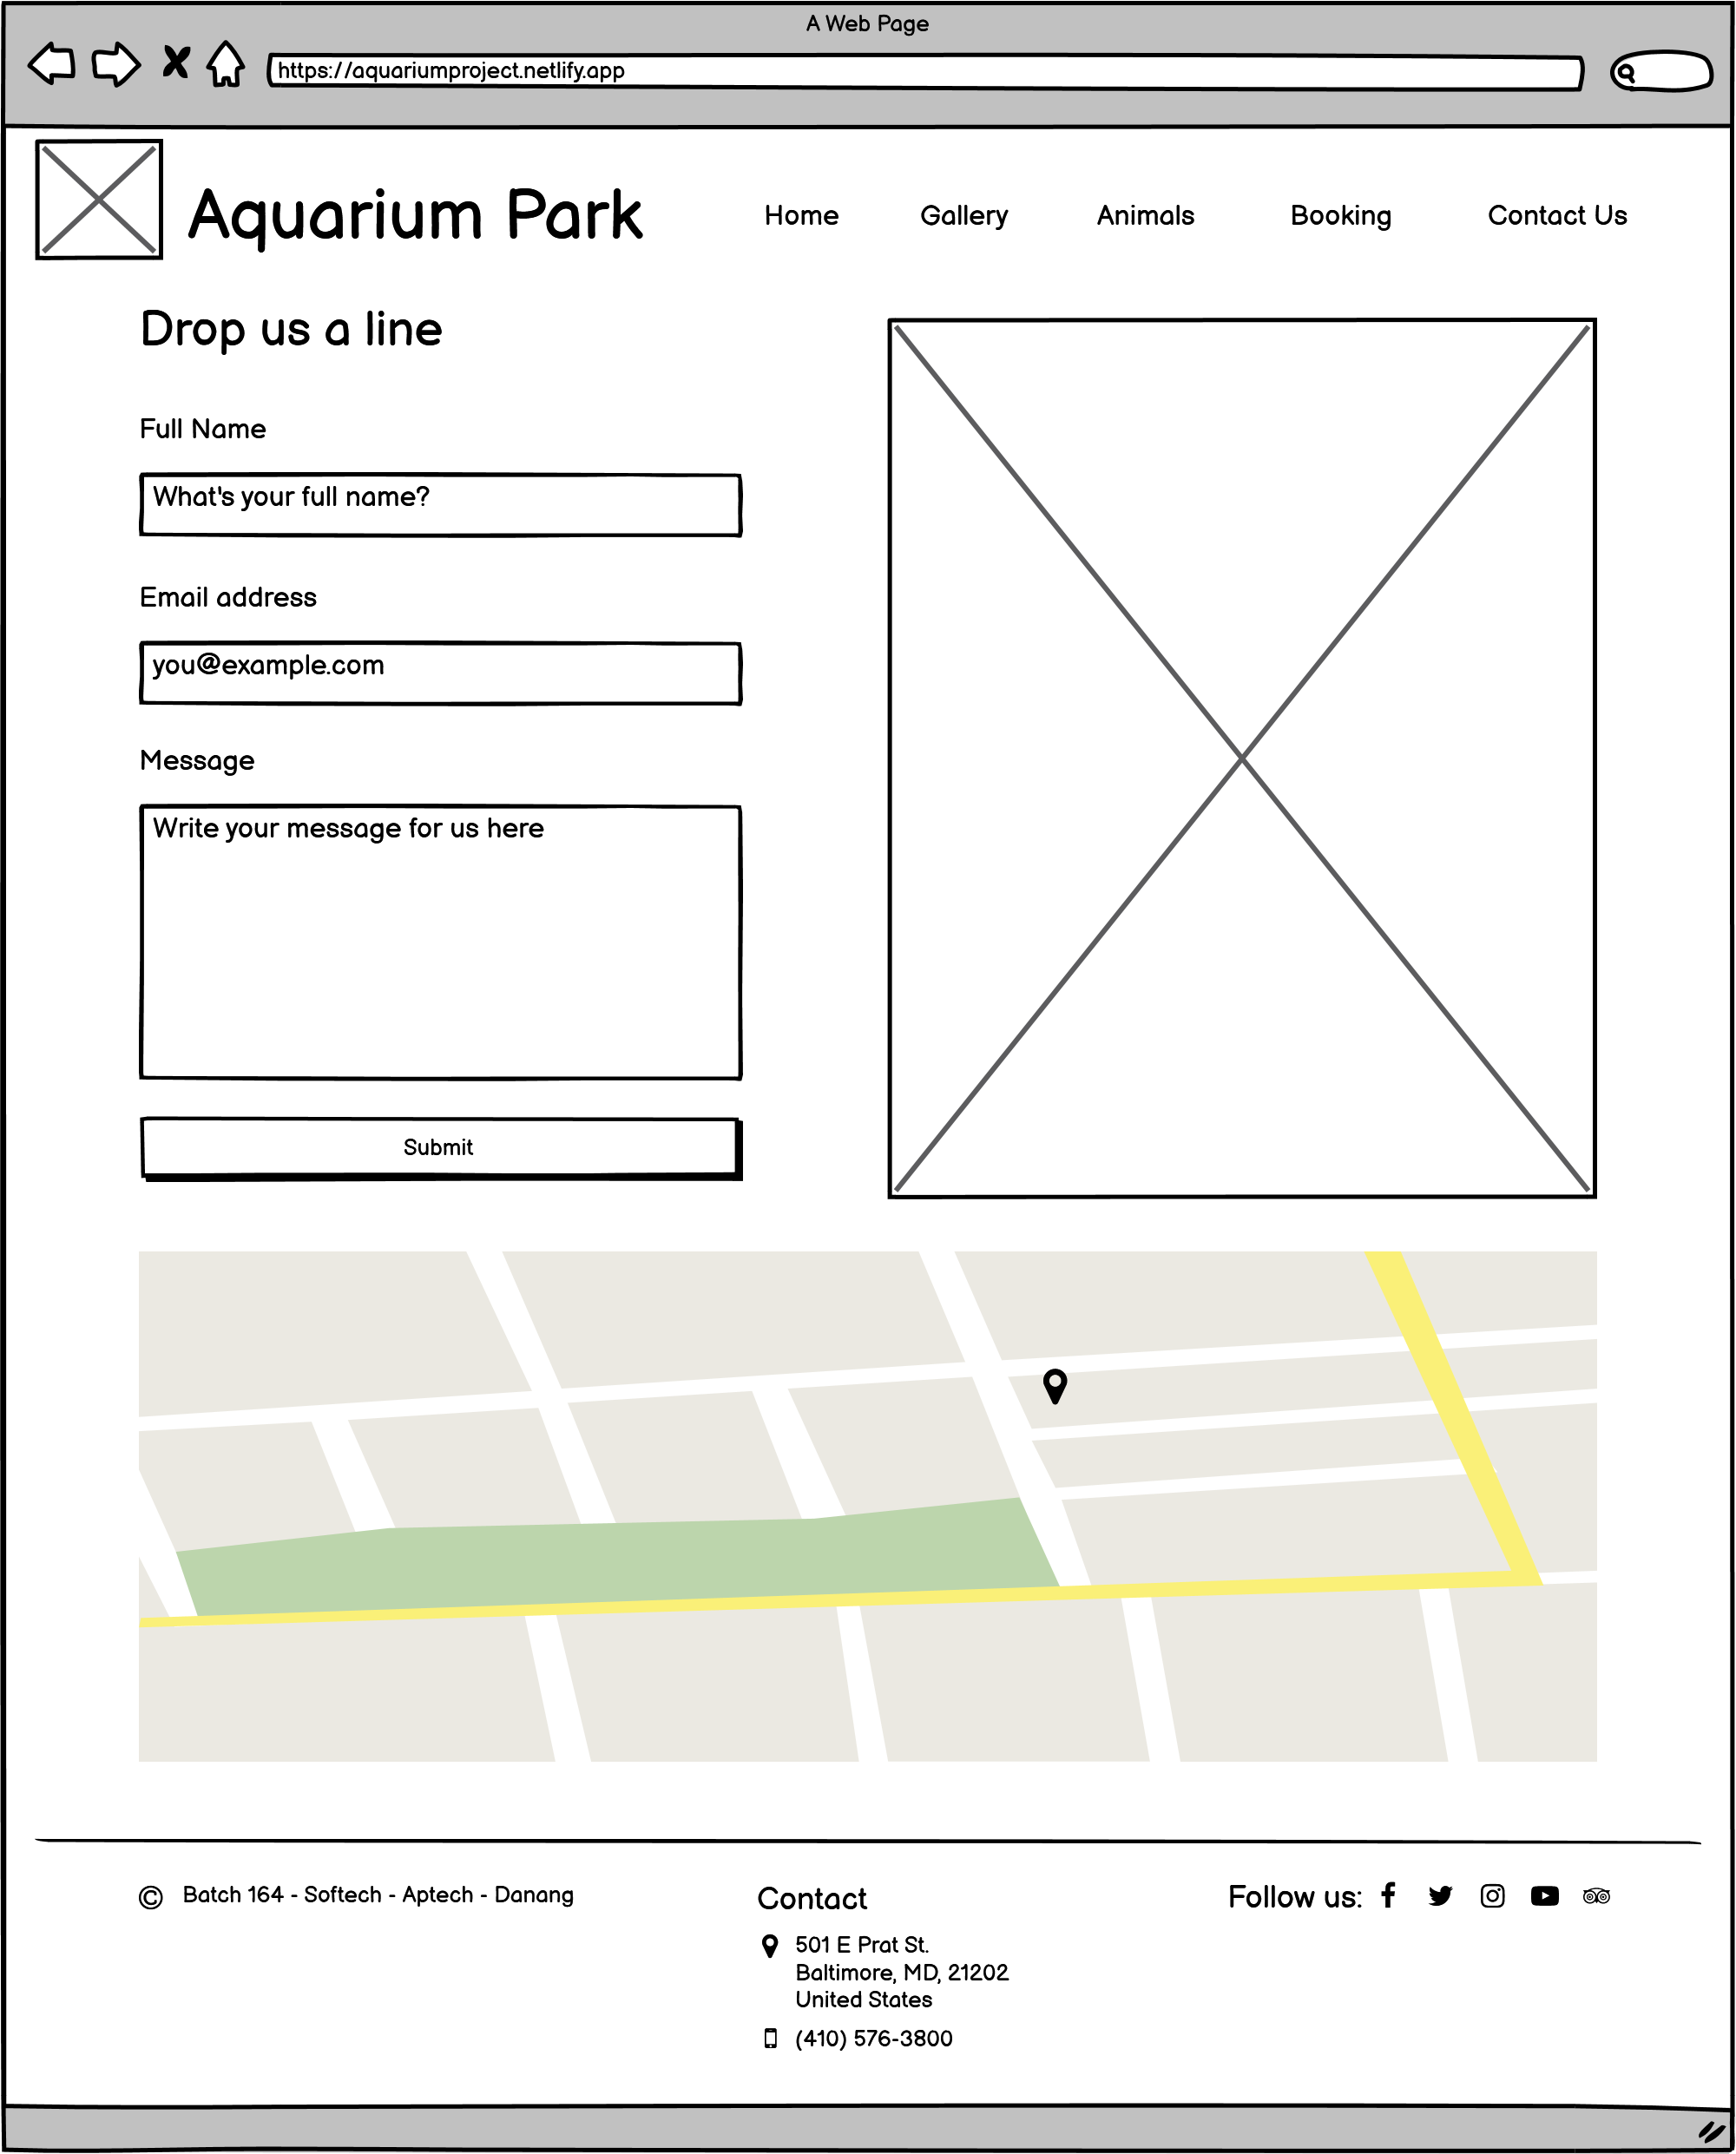 A Web Page
https://aquariumproject.netlify.app
Aquarium Park
Home
Gallery
Animals
Booking
Contact Us
Drop us a line
Full Name
What's your full name?
Email address
you@example.com
Message
Write your message for us here
Submit
© Batch 164 - Softech - Aptech - Danang
Contact
501 E Prat St.
Baltimore, MD, 21202
United States
(410) 576-3800
Follow us: